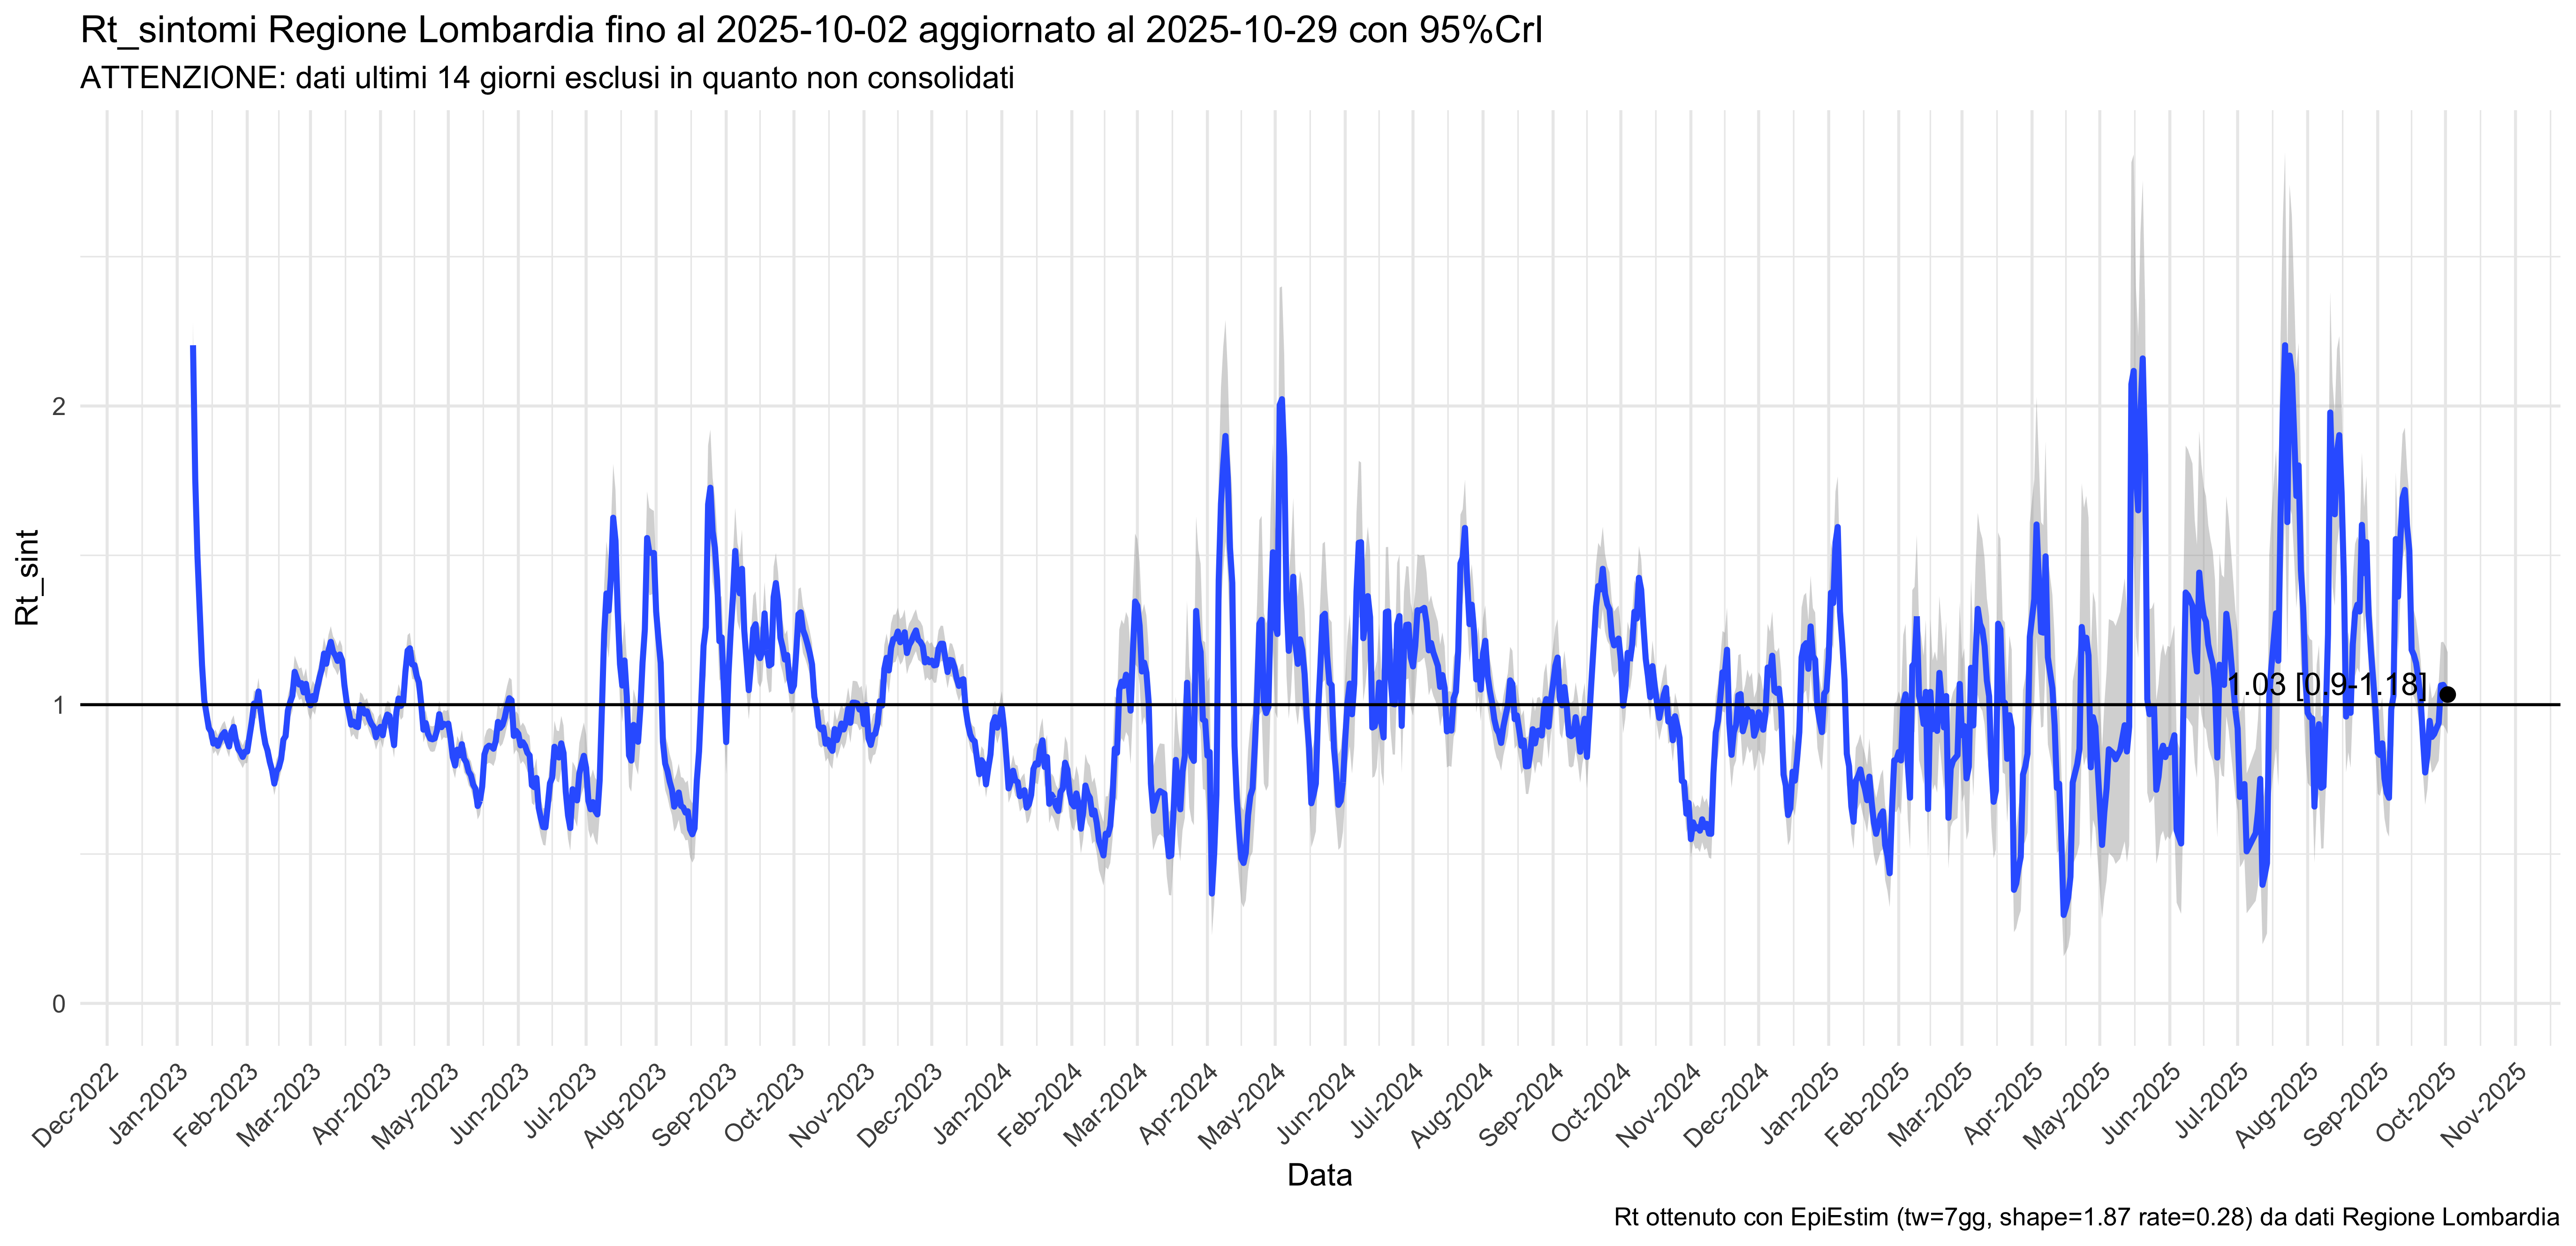 Rt_sintomi Regione Lombardia fino al 2025-10-02 aggiornato al 2025-10-29 con 95%CrI
ATTENZIONE: dati ultimi 14 giorni esclusi in quanto non consolidati
Rt_sint
2
1
0
1.03 [0.9-1.18]
Dec-2022
Jan-2023
Feb-2023
Mar-2023
Apr-2023
May-2023
Jun-2023
Jul-2023
Aug-2023
Sep-2023
Oct-2023
Nov-2023
Dec-2023
Jan-2024
Feb-2024
Mar-2024
Apr-2024
May-2024
Jun-2024
Jul-2024
Aug-2024
Sep-2024
Oct-2024
Nov-2024
Dec-2024
Jan-2025
Feb-2025
Mar-2025
Apr-2025
May-2025
Jun-2025
Jul-2025
Aug-2025
Sep-2025
Oct-2025
Nov-2025
Data
Rt ottenuto con EpiEstim (tw=7gg, shape=1.87 rate=0.28) da dati Regione Lombardia